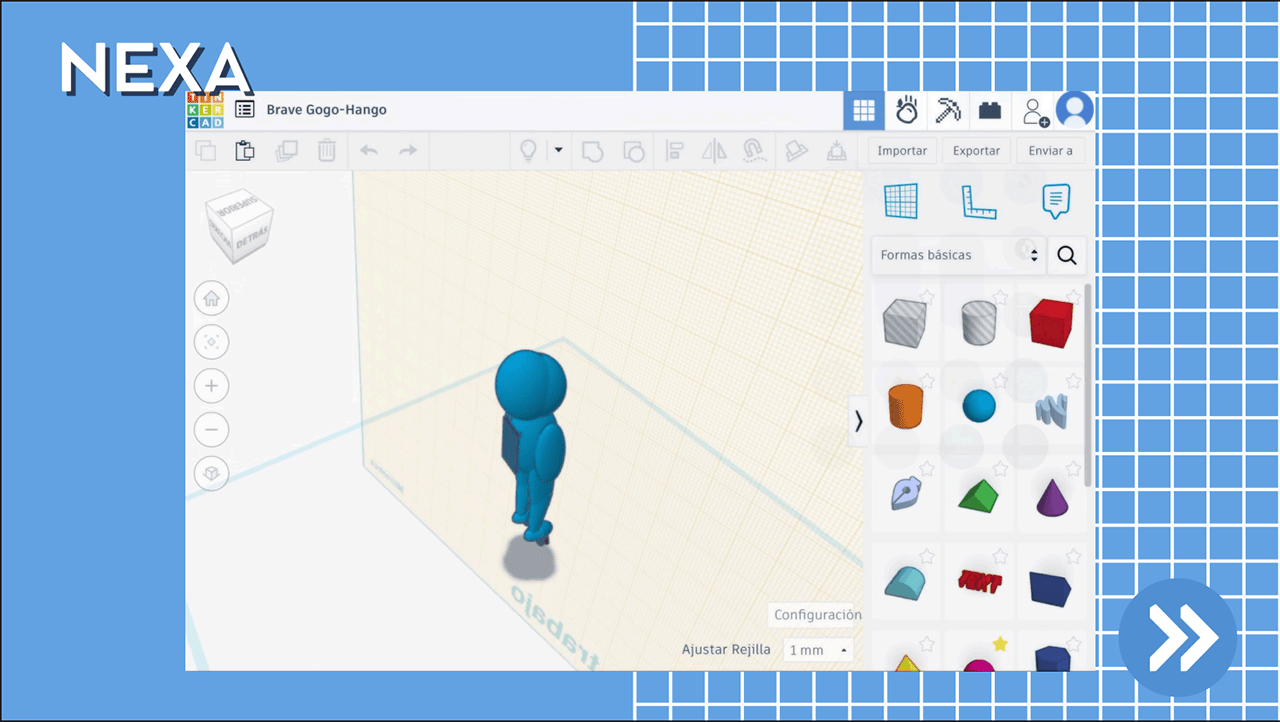 NEXA
TIN
KER
CAD
Brave Gogo-Hango
Importar
Exportar
Enviar a
SUPERIOR
DETRÁS
Formas básicas
TEXT
trabajo
Configuración
Ajustar Rejilla
1 mm